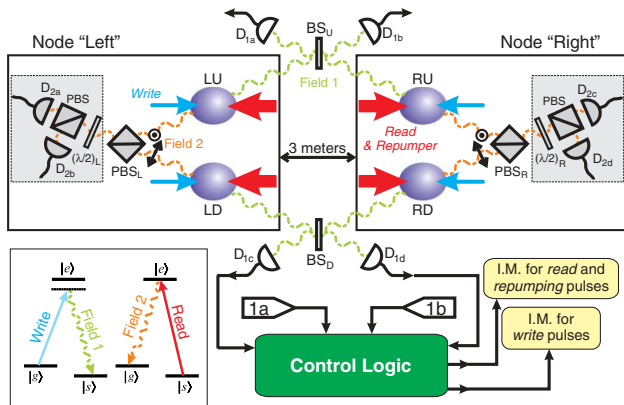 Node "Left"
D1a
BSU
D1b
Node "Right"
Field 1
LU
RU
D2a
PBS
Write
(λ/2)L
Field 2
D2b
PBSL
3 meters
Read
& Repumper
PBS
D2c
(λ/2)R
PBSR
D2d
LD
RD
D1c
BSD
D1d
|e⟩
|e⟩
Write
Field 1
Field 2
Read
|g⟩
|s⟩
|g⟩
|s⟩
1a
1b
Control Logic
I.M. for read and
repumping pulses
I.M. for
write pulses